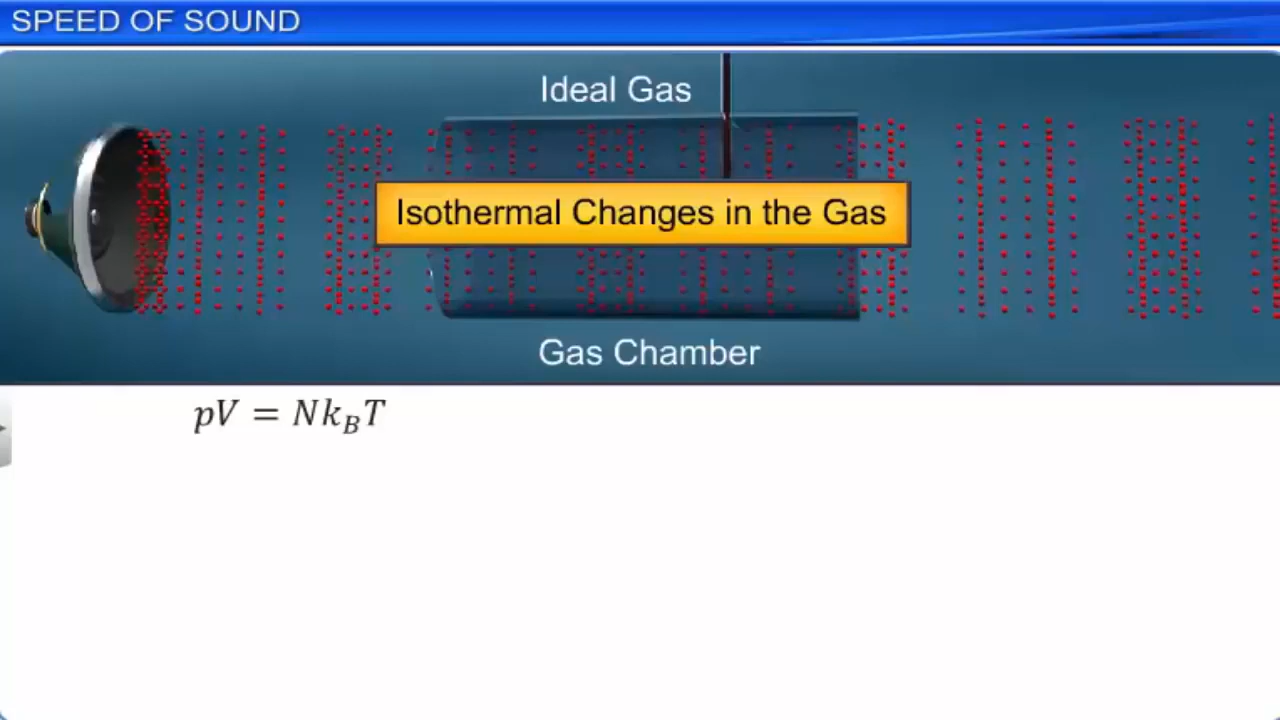 SPEED OF SOUND
Ideal Gas
Isothermal Changes in the Gas
Gas Chamber
pV = Nk_BT